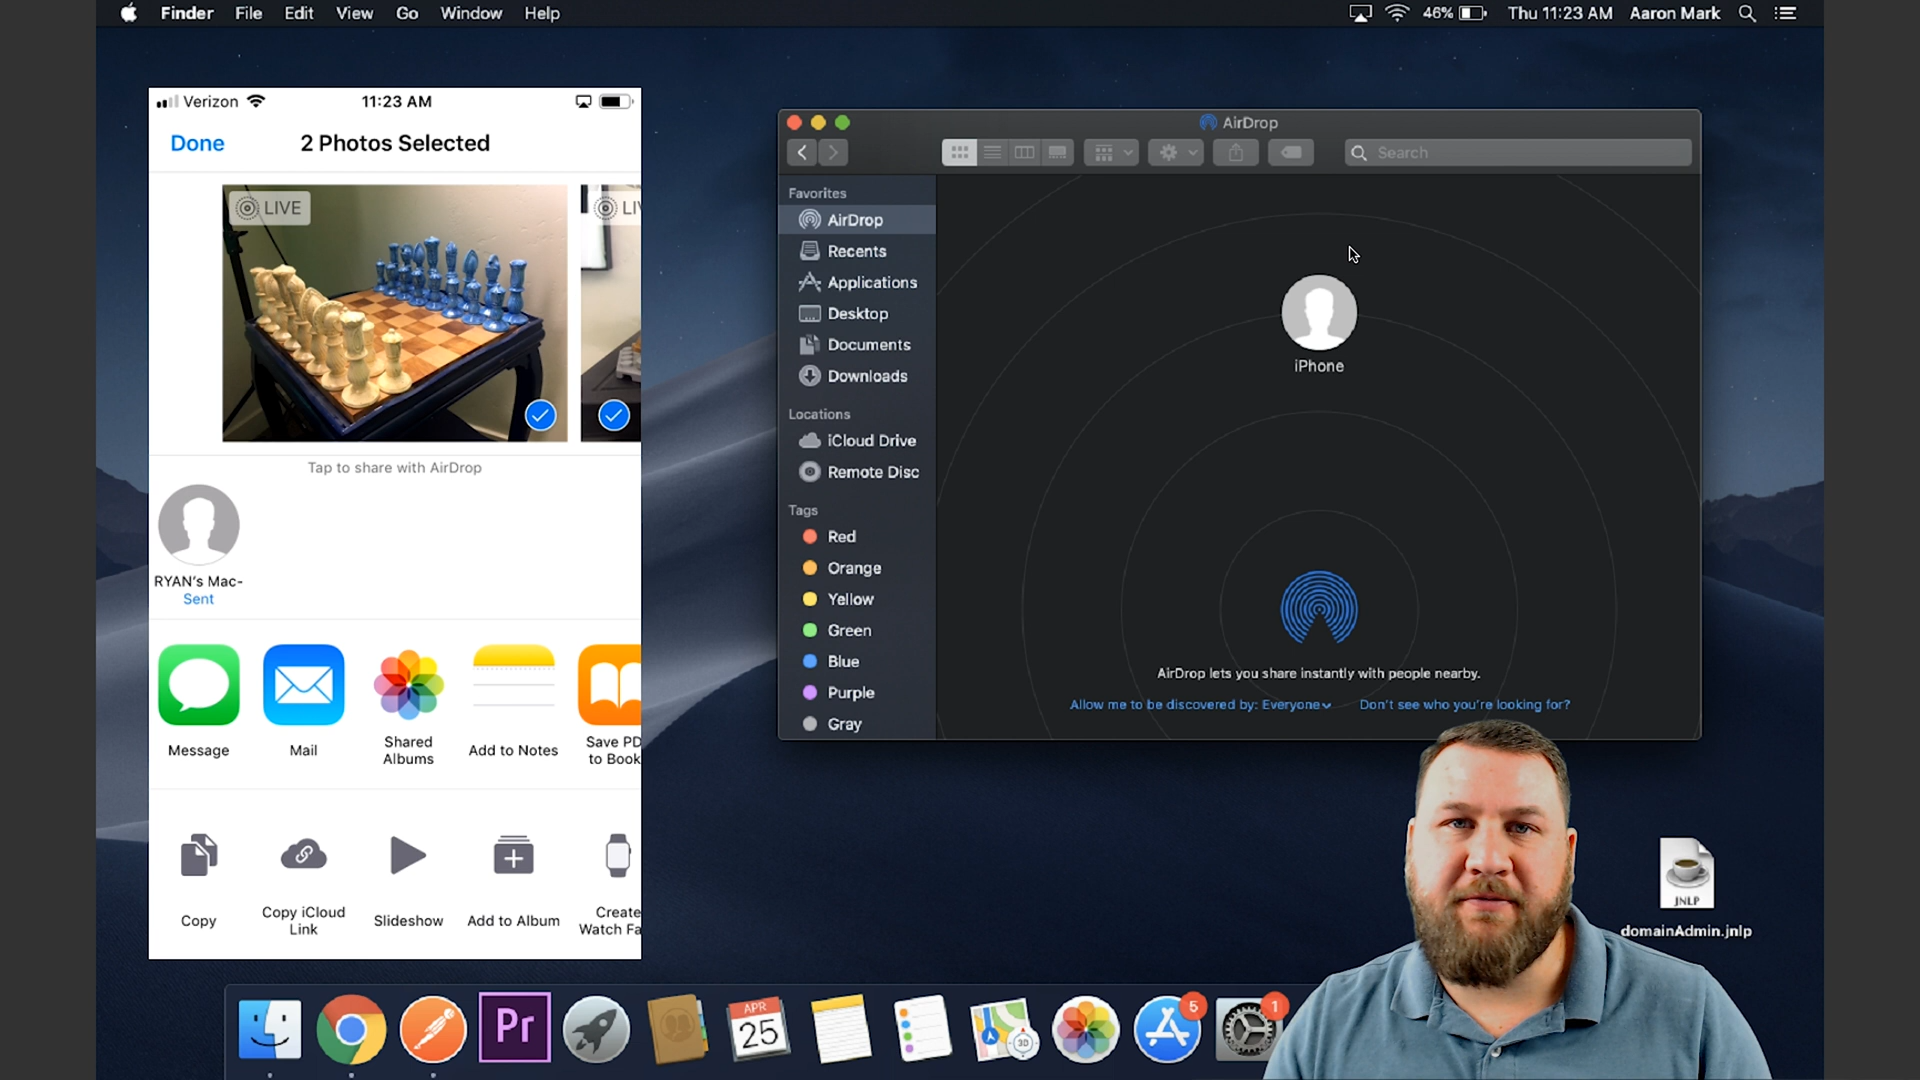 Finder File Edit View Go Window Help
46% Thu 11:23 AM Aaron Mark
Verizon 11:23 AM
Done 2 Photos Selected
LIVE LI
Tap to share with AirDrop
RYAN's Mac-
Sent
Message
Mail
Shared
Albums
Add to Notes
Save PD
to Book
Copy
Copy iCloud
Link
Slideshow
Add to Album
Create
Watch Fa
AirDrop
Search
Favorites
AirDrop
Recents
Applications
Desktop
Documents
Downloads
Locations
iCloud Drive
Remote Disc
Tags
Red
Orange
Yellow
Green
Blue
Purple
Gray
iPhone
AirDrop lets you share instantly with people nearby.
Allow me to be discovered by: Everyone Don't see who you're looking for?
JNLP
domainAdmin.jnlp
Pr
APR
25
3D
5
1